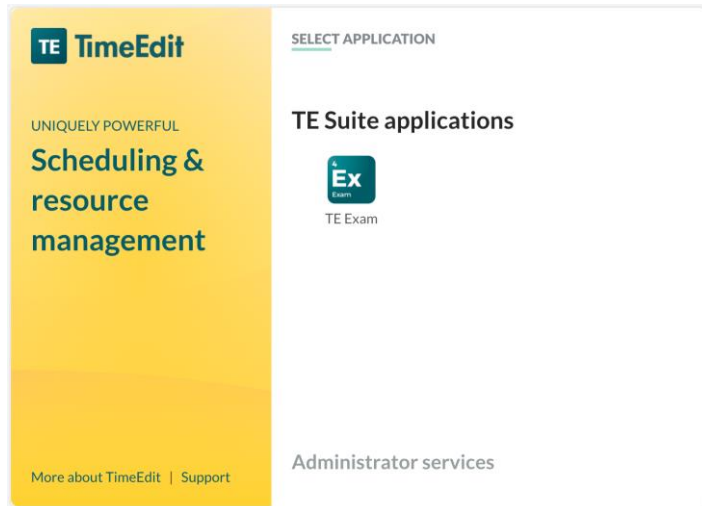 TE TimeEdit
UNIQUELY POWERFUL
Scheduling &
resource
management
More about TimeEdit | Support
SELECT APPLICATION
TE Suite applications
4
Ex
Exam
TE Exam
Administrator services